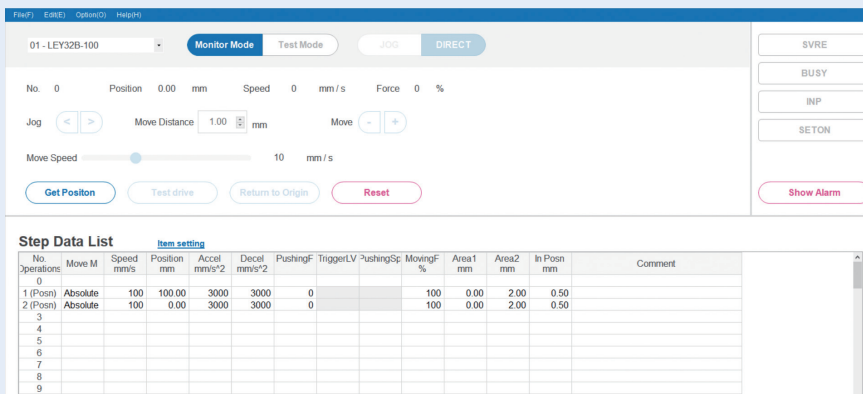 File(F) Edit(E) Option(O) Help(H)
01 - LEY32B-100 Monitor Mode Test Mode JOG DIRECT SVRE
BUSY
No. 0 Position 0.00 mm Speed 0 mm / s Force 0 %
INP
Jog < > Move Distance 1.00 mm Move - +
SETON
Move Speed 10 mm / s
Get Positon Test drive Return to Origin Reset Show Alarm
Step Data List Item setting
No. Move M Speed Position Accel Decel PushingF TriggerLV PushingSp MovingF Area1 Area2 In Posn Comment
Operations mm/s mm mm/s^2 mm/s^2 % mm mm mm
0
1 (Posn) Absolute 100 100.00 3000 3000 0 100 0.00 2.00 0.50
2 (Posn) Absolute 100 0.00 3000 3000 0 100 0.00 2.00 0.50
3
4
5
6
7
8
9